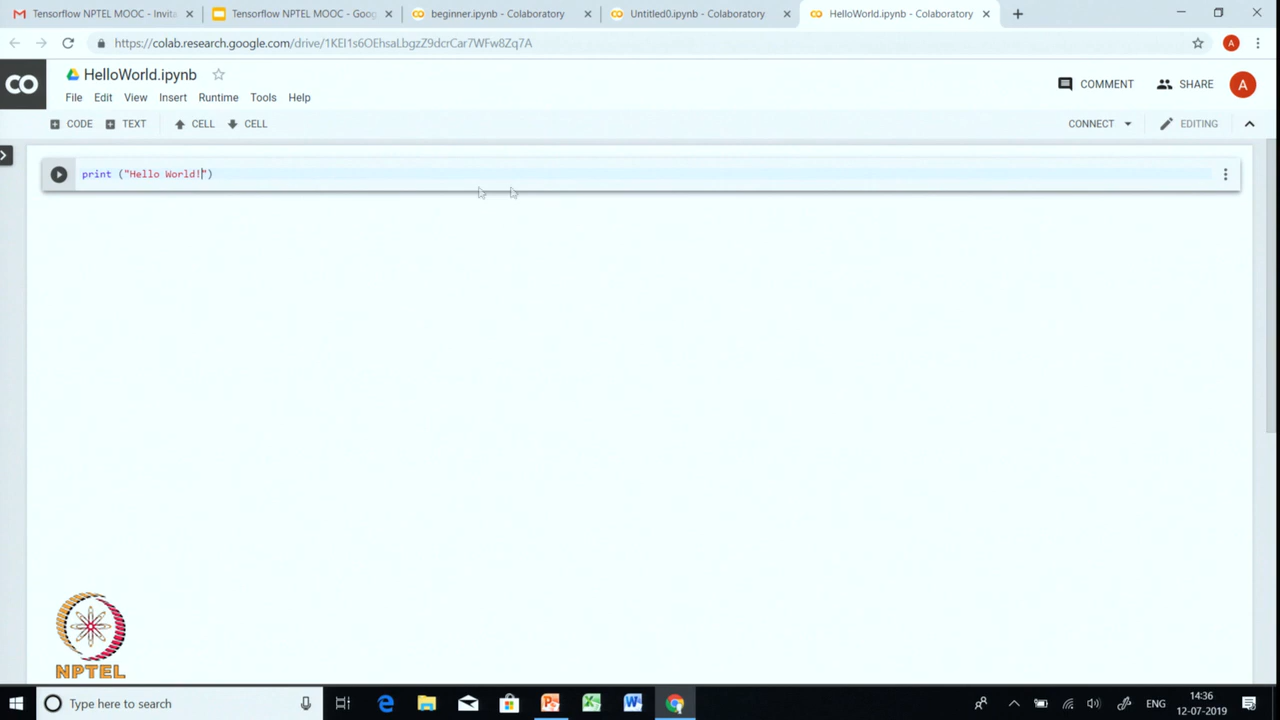 Tensorflow NPTEL MOOC - Invita
Tensorflow NPTEL MOOC - Goog
beginner.ipynb - Colaboratory
Untitled0.ipynb - Colaboratory
HelloWorld.ipynb - Colaboratory
https://colab.research.google.com/drive/1KEI1s6OEhsaLbgzZ9dcrCar7WFw8Zq7A
A
CO
HelloWorld.ipynb
COMMENT
SHARE
A
File Edit View Insert Runtime Tools Help
CODE TEXT CELL CELL
CONNECT
EDITING
print ("Hello World!")
NPTEL
Type here to search
ENG
14:36
12-07-2019